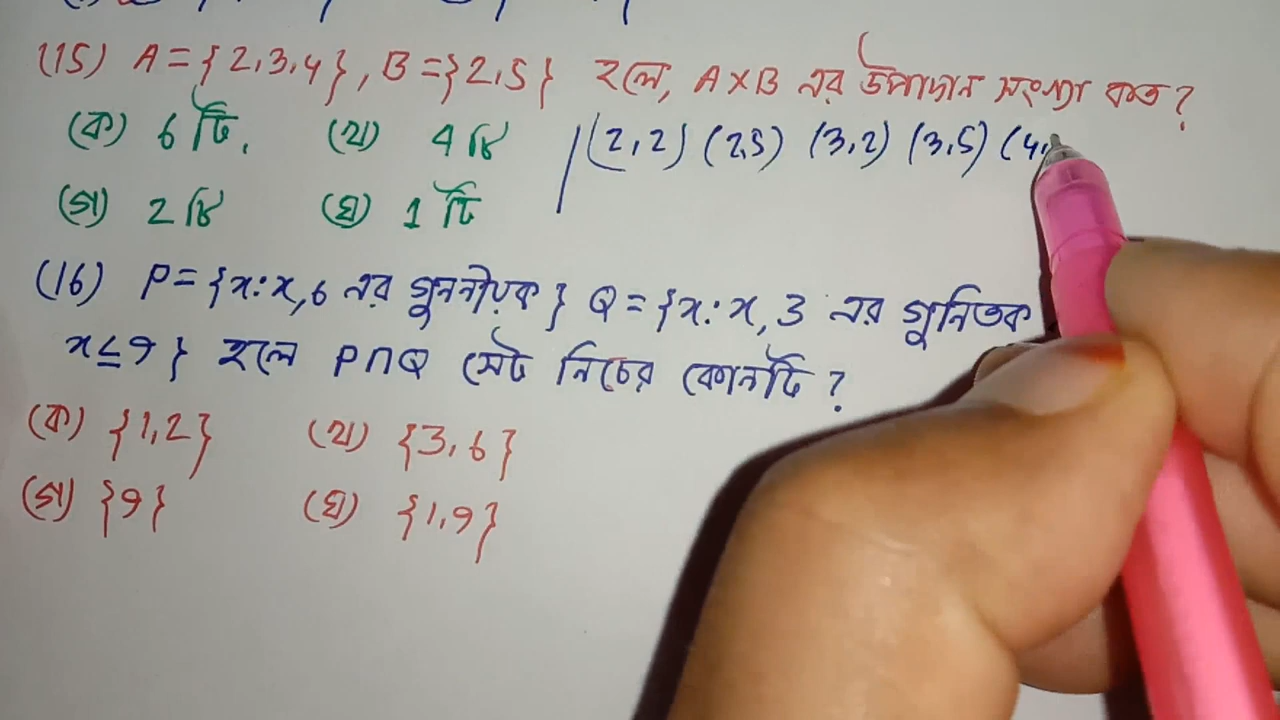 (15) A = {2,3,4}, B = {2,5} হলে, A×B এর উপাদান সংখ্যা কত?
(ক) 6 টি. (খ) 4 টি (2,2) (2,5) (3,2) (3,5) (4,
(গ) 2 টি (ঘ) 1 টি
(16) P = {x:x, 6 এর গুননীয়ক} Q = {x:x, 3 এর গুনিতক
x≤9} হলে P∩Q সেট নিচের কোনটি?
(ক) {1,2} (খ) {3,6}
(গ) {9} (ঘ) {1,9}